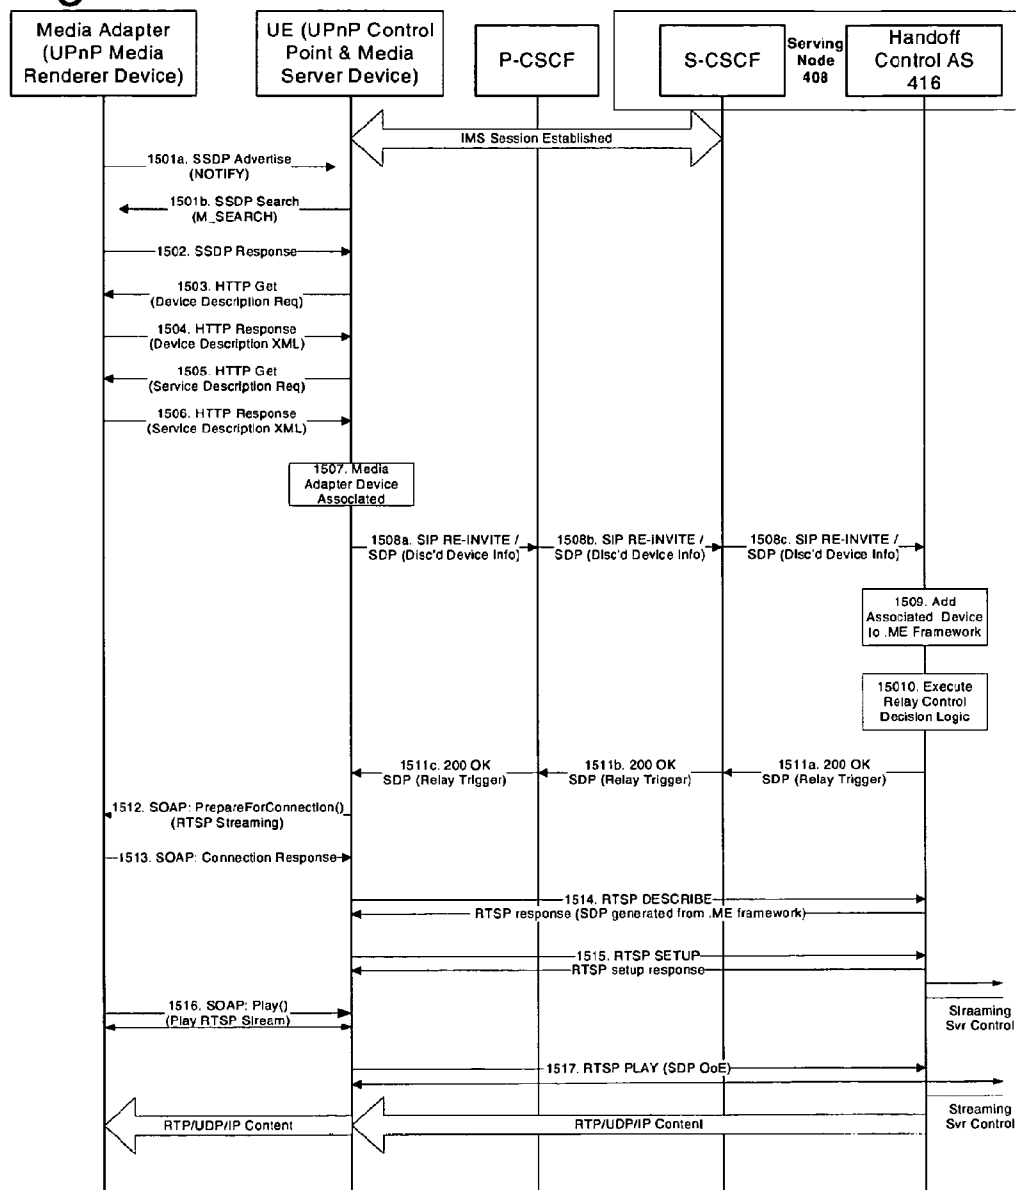 Media Adapter
(UPnP Media
Renderer Device)
UE (UPnP Control
Point & Media
Server Device)
P-CSCF
S-CSCF
Serving
Node
408
Handoff
Control AS
416
IMS Session Established
1501a. SSDP Advertise
(NOTIFY)
1501b. SSDP Search
(M_SEARCH)
1502. SSDP Response
1503. HTTP Get
(Device Description Req)
1504. HTTP Response
(Device Description XML)
1505. HTTP Get
(Service Description Req)
1506. HTTP Response
(Service Description XML)
1507. Media
Adapter Device
Associated
1508a. SIP RE-INVITE /
SDP (Disc'd Device Info)
1508b. SIP RE-INVITE /
SDP (Disc'd Device Info)
1508c. SIP RE-INVITE /
SDP (Disc'd Device Info)
1509. Add
Associated Device
to .ME Framework
15010. Execute
Relay Control
Decision Logic
1511c. 200 OK
SDP (Relay Trigger)
1511b. 200 OK
SDP (Relay Trigger)
1511a. 200 OK
SDP (Relay Trigger)
1512. SOAP: PrepareForConnection()
(RTSP Streaming)
1513. SOAP: Connection Response
1514. RTSP DESCRIBE
RTSP response (SDP generated from .ME framework)
1515. RTSP SETUP
RTSP setup response
1516. SOAP: Play()
(Play RTSP Stream)
Streaming
Svr Control
1517. RTSP PLAY (SDP QoE)
Streaming
Svr Control
RTP/UDP/IP Content
RTP/UDP/IP Content